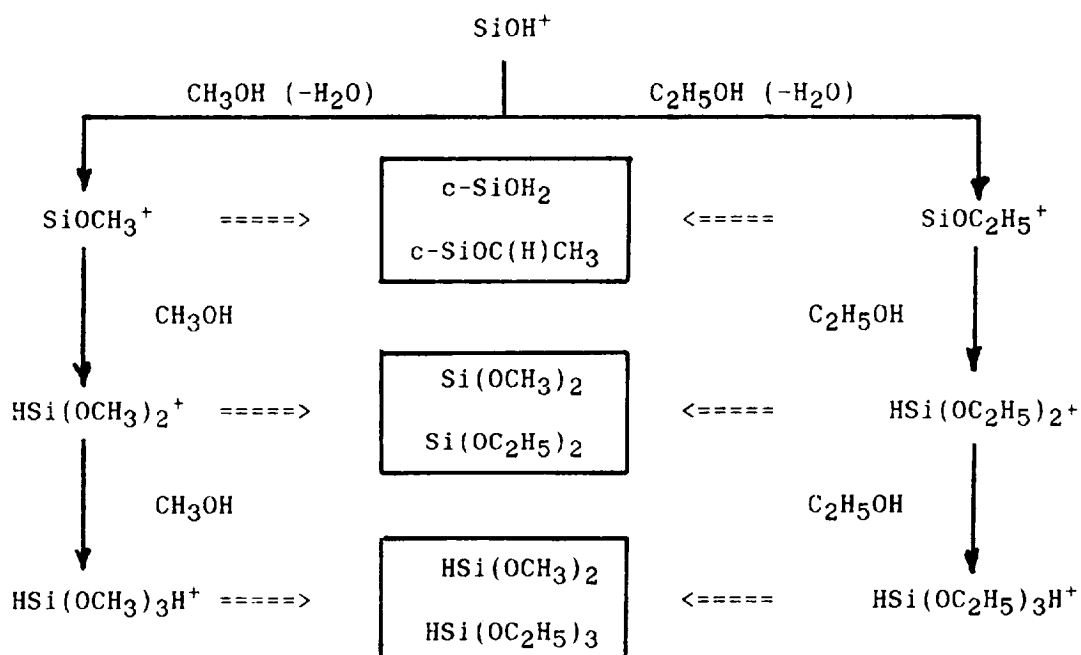 SiOH⁺
CH₃OH (-H₂O)
C₂H₅OH (-H₂O)
c-SiOH₂
SiOCH₃⁺ =====> <===== SiOC₂H₅⁺
c-SiOC(H)CH₃
CH₃OH
C₂H₅OH
Si(OCH₃)₂
HSi(OCH₃)₂⁺ =====> <===== HSi(OC₂H₅)₂+
Si(OC₂H₅)₂
CH₃OH
C₂H₅OH
HSi(OCH₃)₂
HSi(OCH₃)₃H⁺ =====> <===== HSi(OC₂H₅)₃H⁺
HSi(OC₂H₅)₃